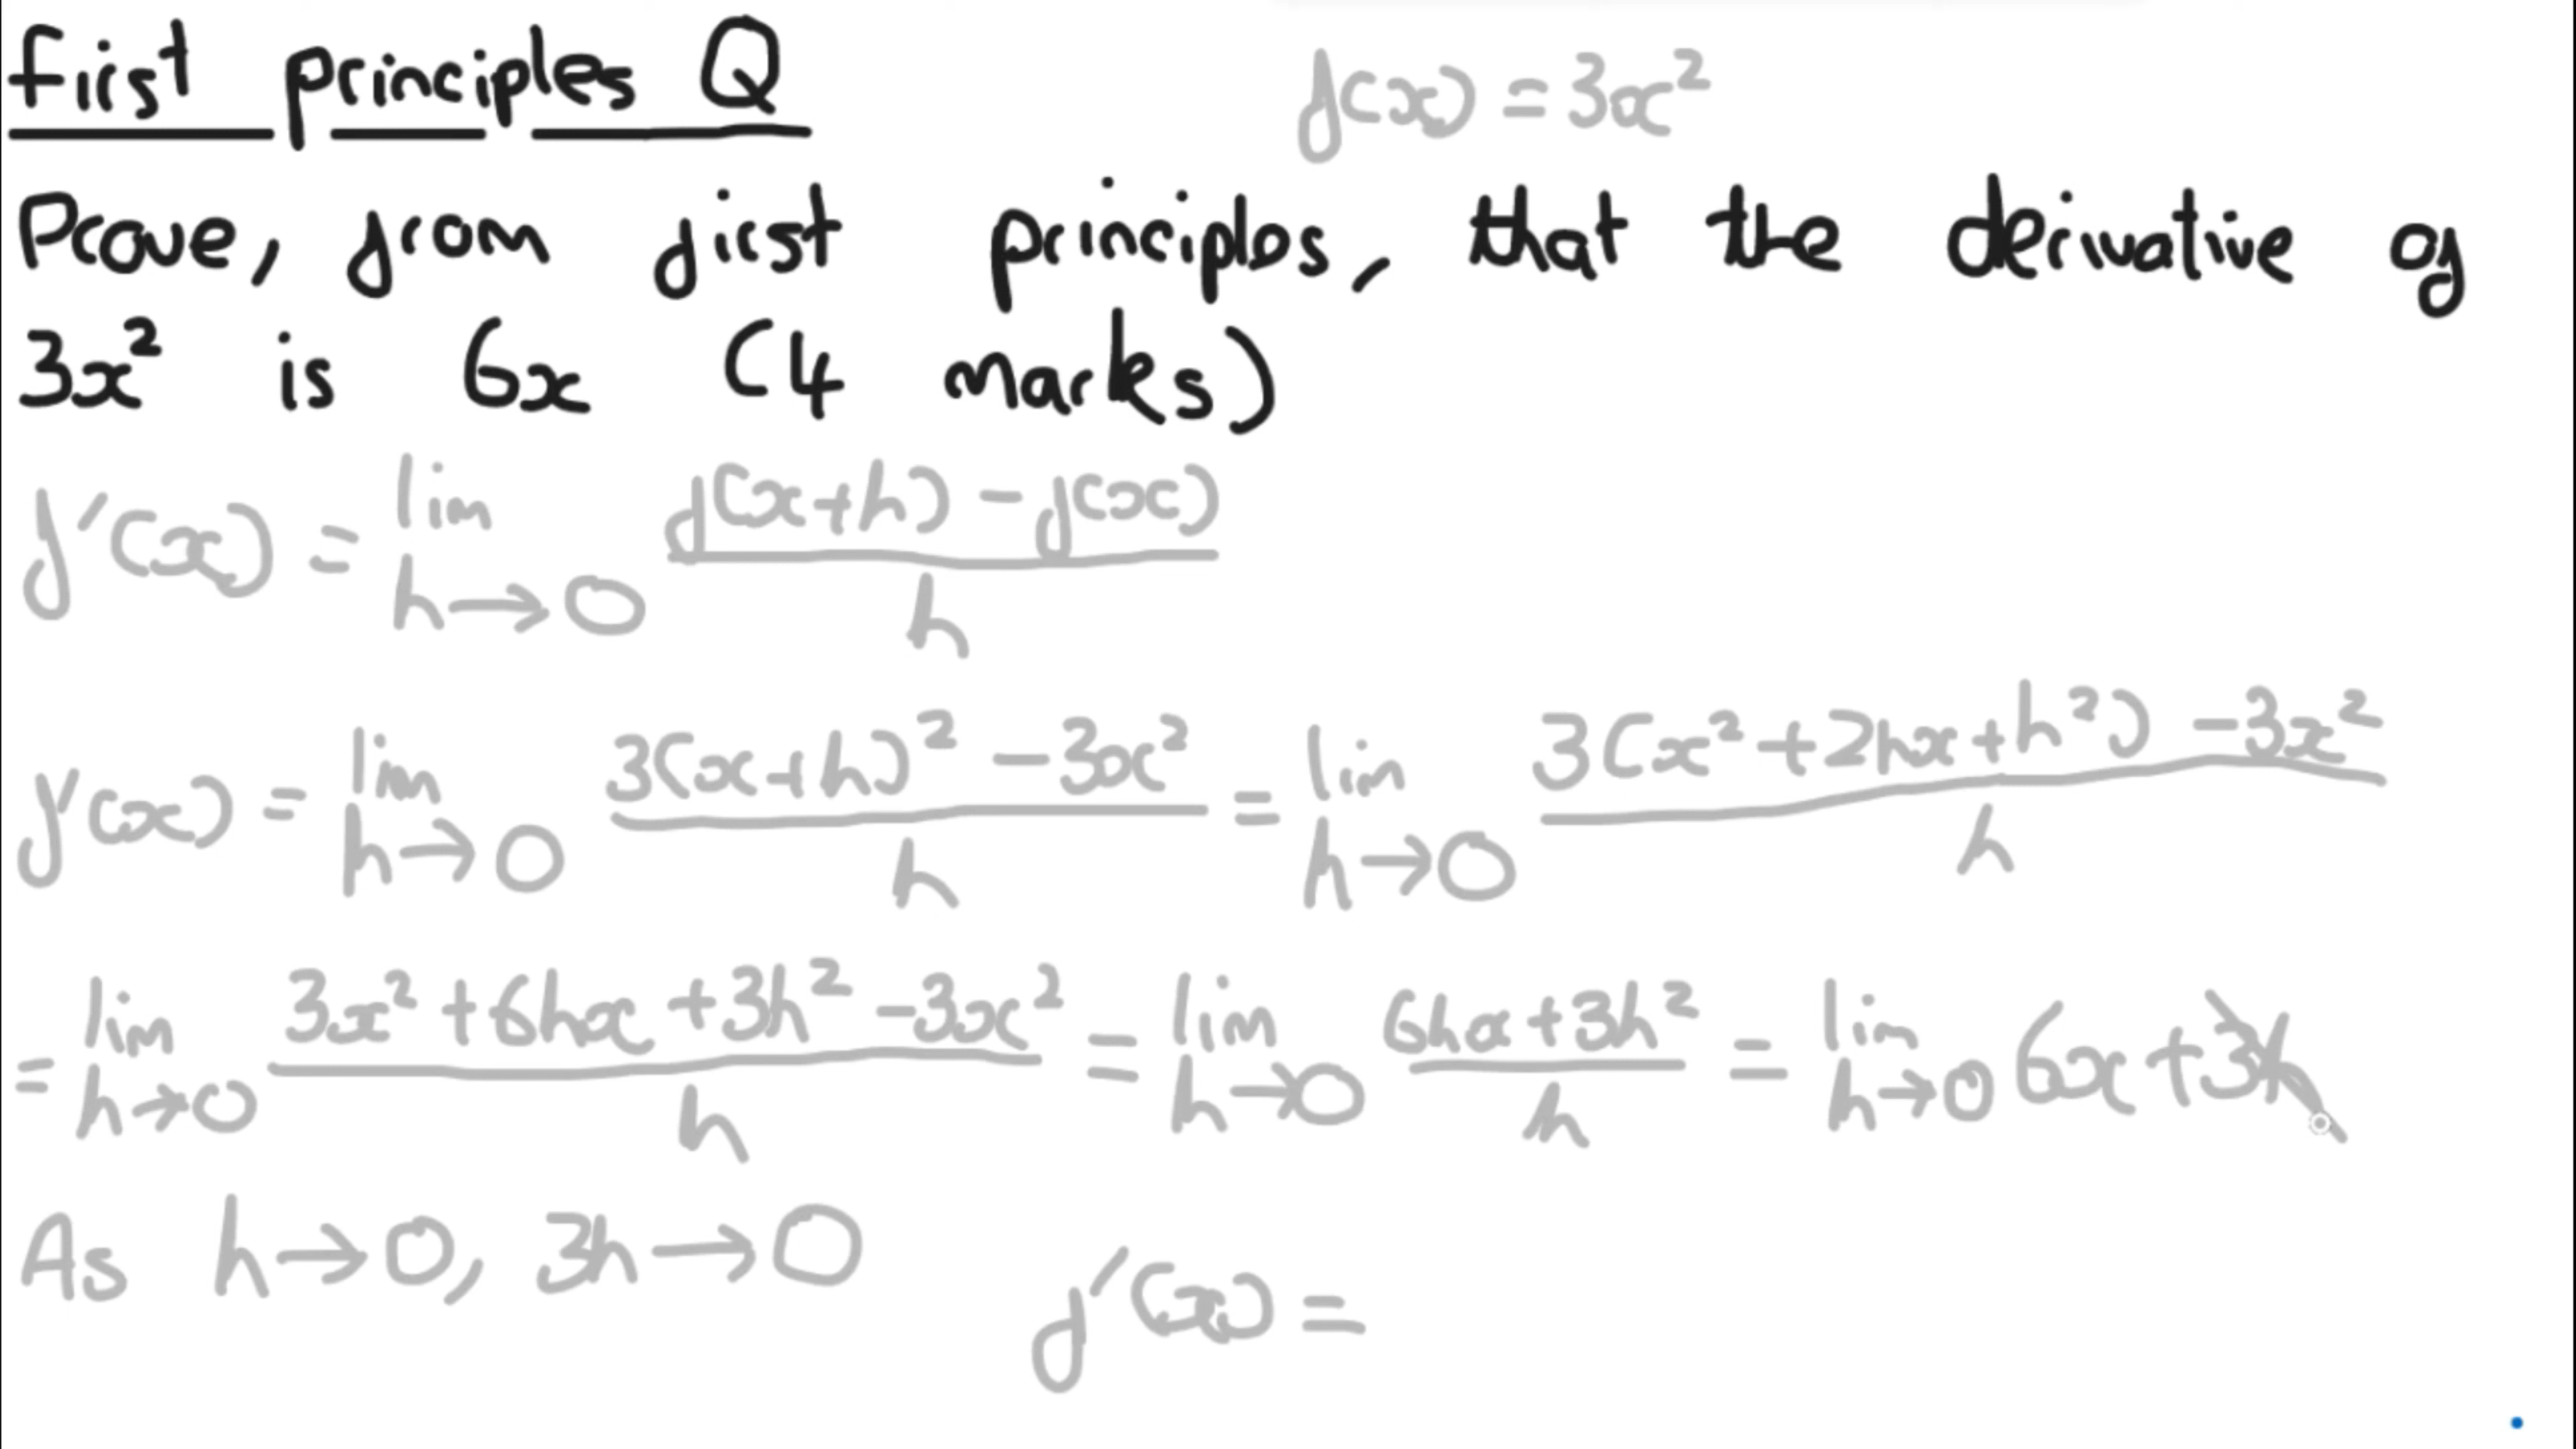 First principles Q
f(x) = 3x²
Prove, from first principles, that the derivative of
3x² is 6x (4 marks)
f'(x) = lim h→0 (f(x+h) - f(x))/h
f'(x) = lim h→0 (3(x+h)² - 3x²)/h = lim h→0 (3(x² + 2hx + h²) - 3x²)/h
= lim h→0 (3x² + 6hx + 3h² - 3x²)/h = lim h→0 (6hx + 3h²)/h = lim h→0 6x + 3h
As h→0, 3h→0
f'(x) =